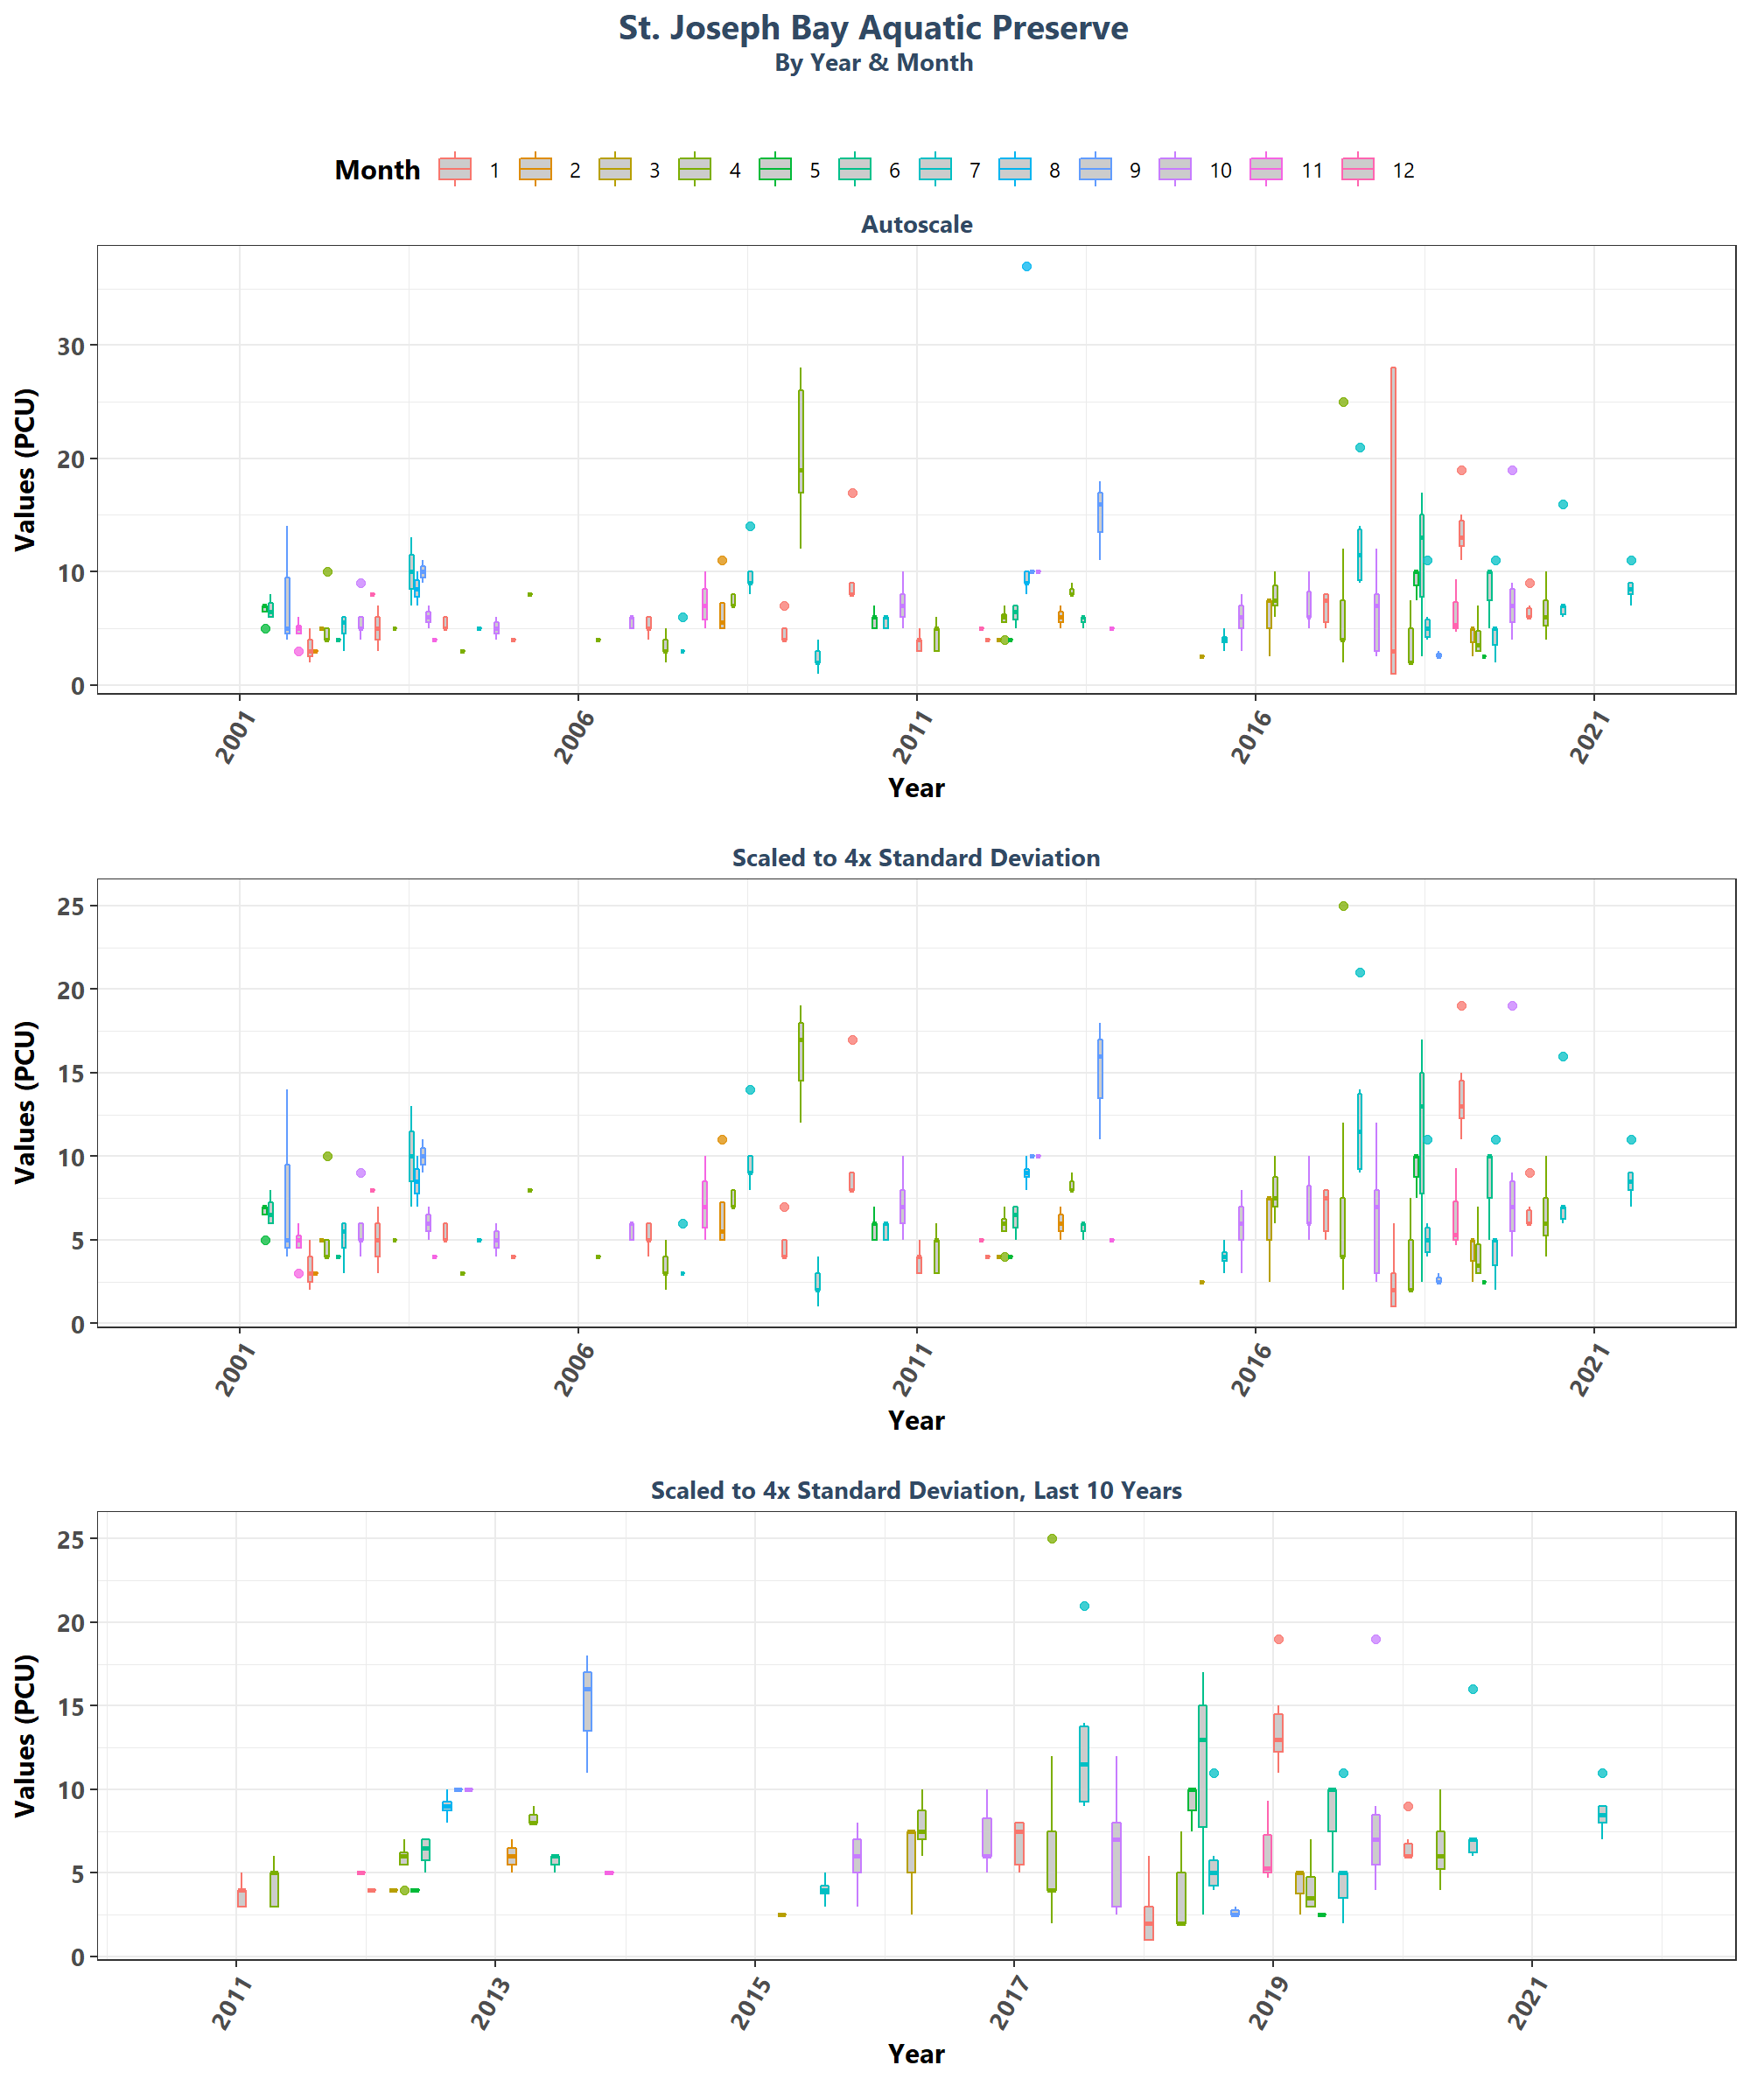 St. Joseph Bay Aquatic Preserve
By Year & Month
Month 1 2 3 4 5 6 7 8 9 10 11 12
Autoscale
Values (PCU)
30
20
10
0
2001 2006 2011 2016 2021
Year
Scaled to 4x Standard Deviation
Values (PCU)
25
20
15
10
5
0
2001 2006 2011 2016 2021
Year
Scaled to 4x Standard Deviation, Last 10 Years
Values (PCU)
25
20
15
10
5
0
2011 2013 2015 2017 2019 2021
Year